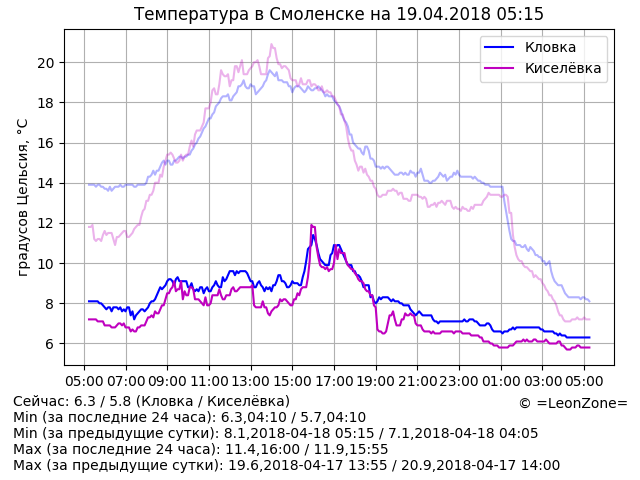 Температура в Смоленске на 19.04.2018 05:15
градусов Цельсия, °C
20
18
16
14
12
10
8
6
Кловка
Киселёвка
05:00 07:00 09:00 11:00 13:00 15:00 17:00 19:00 21:00 23:00 01:00 03:00 05:00
Сейчас: 6.3 / 5.8 (Кловка / Киселёвка)
© =LeonZone=
Min (за последние 24 часа): 6.3,04:10 / 5.7,04:10
Min (за предыдущие сутки): 8.1,2018-04-18 05:15 / 7.1,2018-04-18 04:05
Max (за последние 24 часа): 11.4,16:00 / 11.9,15:55
Max (за предыдущие сутки): 19.6,2018-04-17 13:55 / 20.9,2018-04-17 14:00